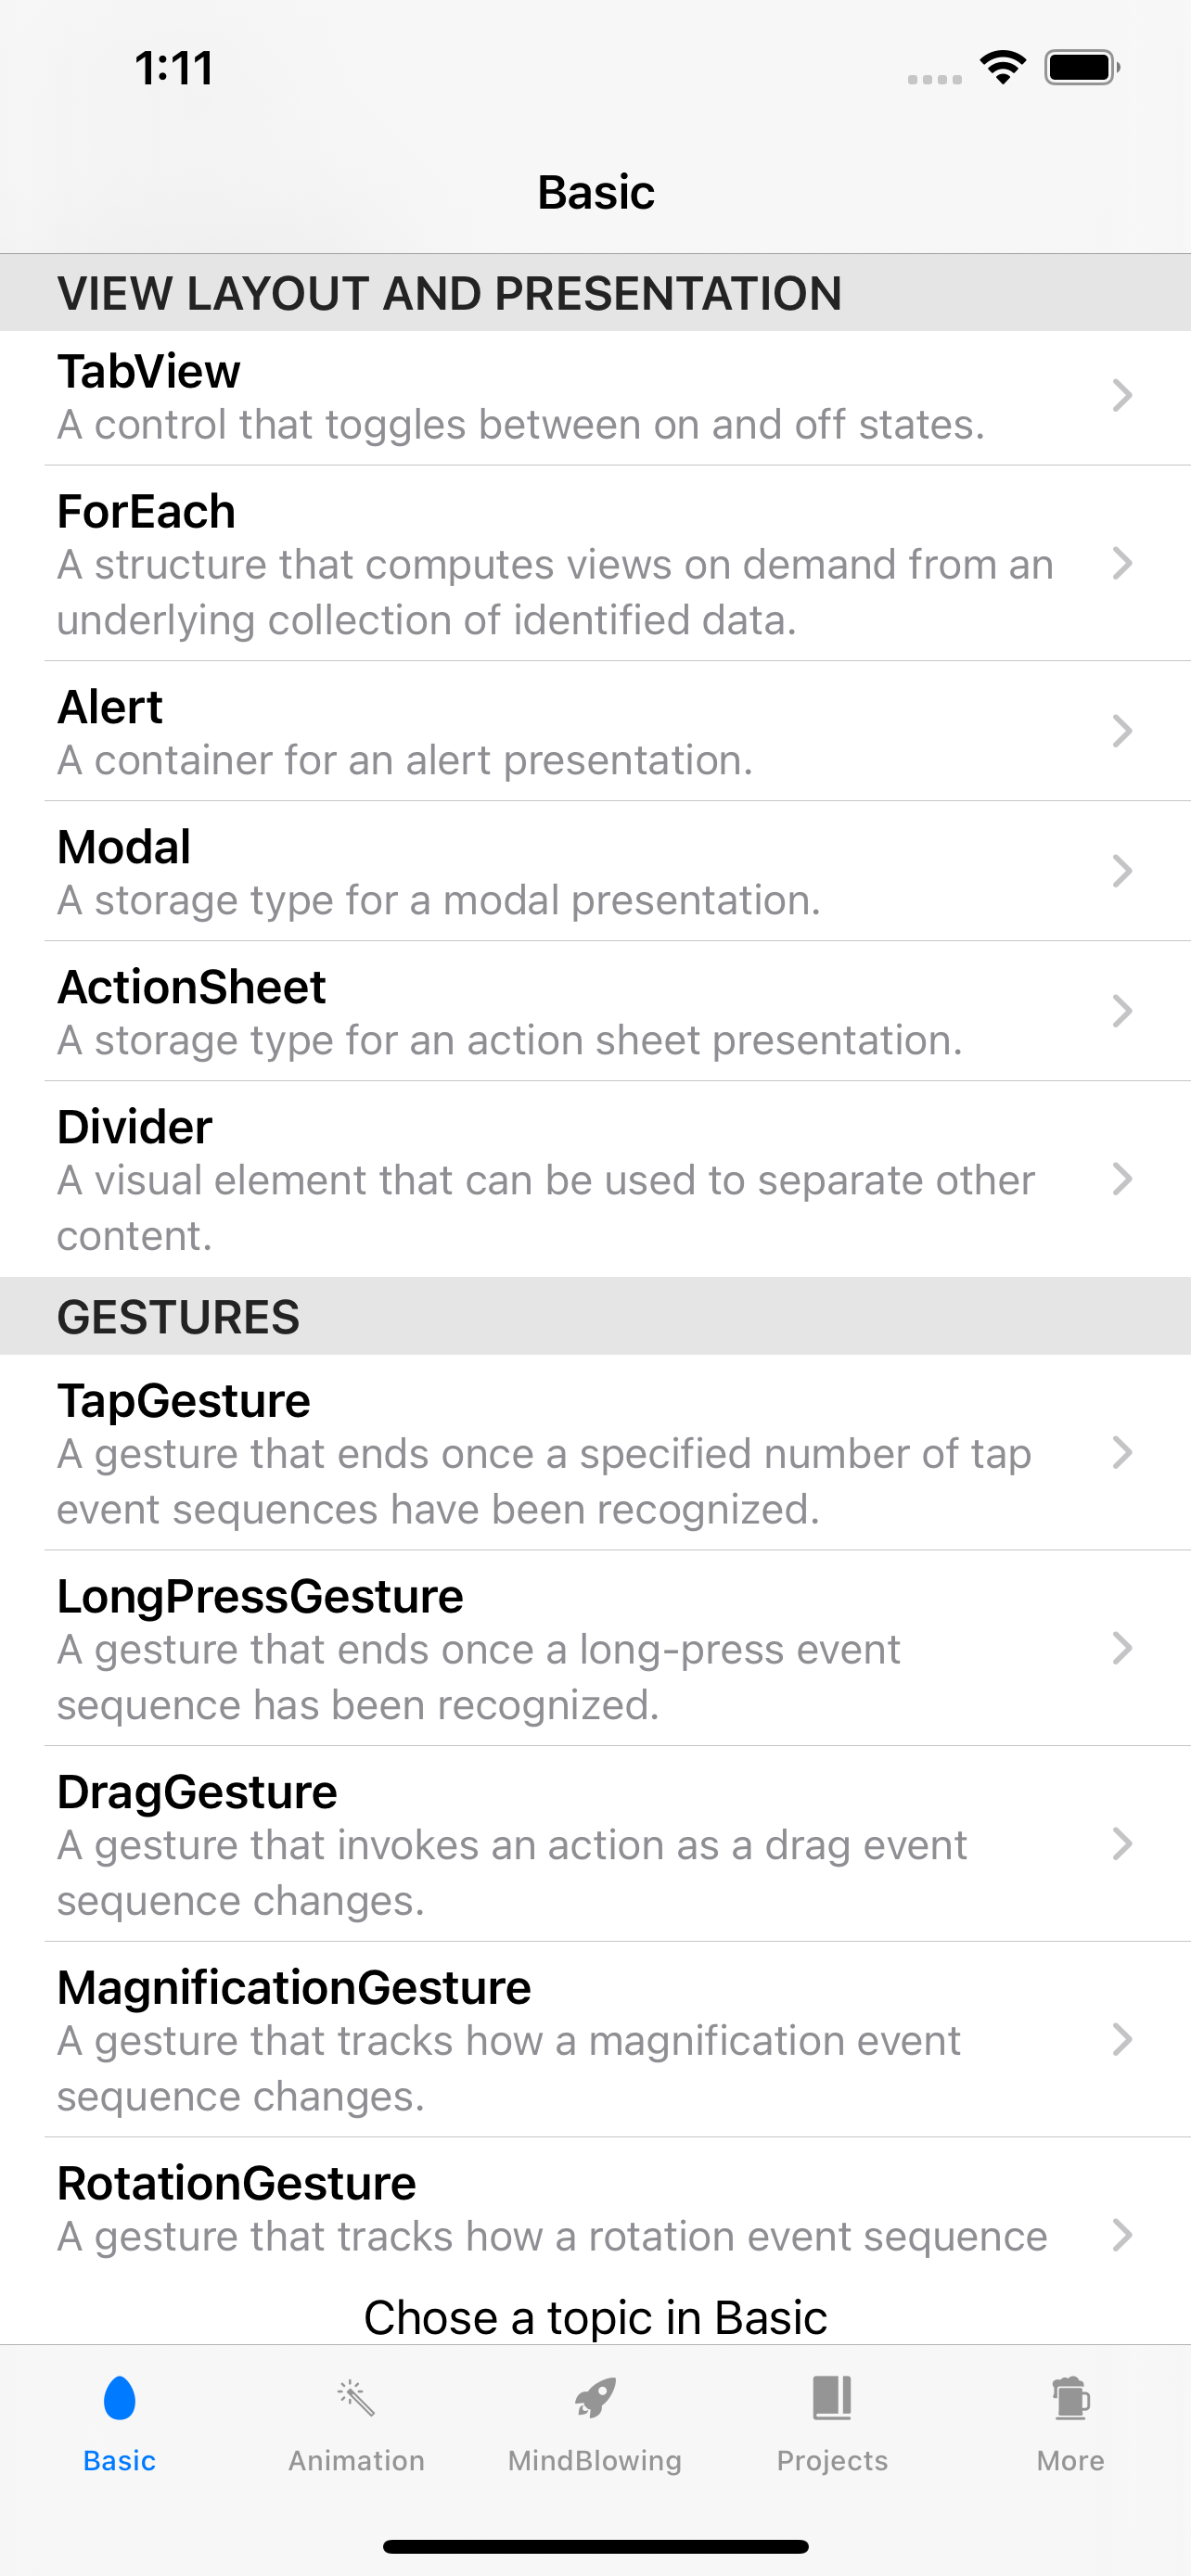 1:11
Basic
VIEW LAYOUT AND PRESENTATION
TabView
A control that toggles between on and off states.
ForEach
A structure that computes views on demand from an
underlying collection of identified data.
Alert
A container for an alert presentation.
Modal
A storage type for a modal presentation.
ActionSheet
A storage type for an action sheet presentation.
Divider
A visual element that can be used to separate other
content.
GESTURES
TapGesture
A gesture that ends once a specified number of tap
event sequences have been recognized.
LongPressGesture
A gesture that ends once a long-press event
sequence has been recognized.
DragGesture
A gesture that invokes an action as a drag event
sequence changes.
MagnificationGesture
A gesture that tracks how a magnification event
sequence changes.
RotationGesture
A gesture that tracks how a rotation event sequence
Chose a topic in Basic
Basic
Animation
MindBlowing
Projects
More